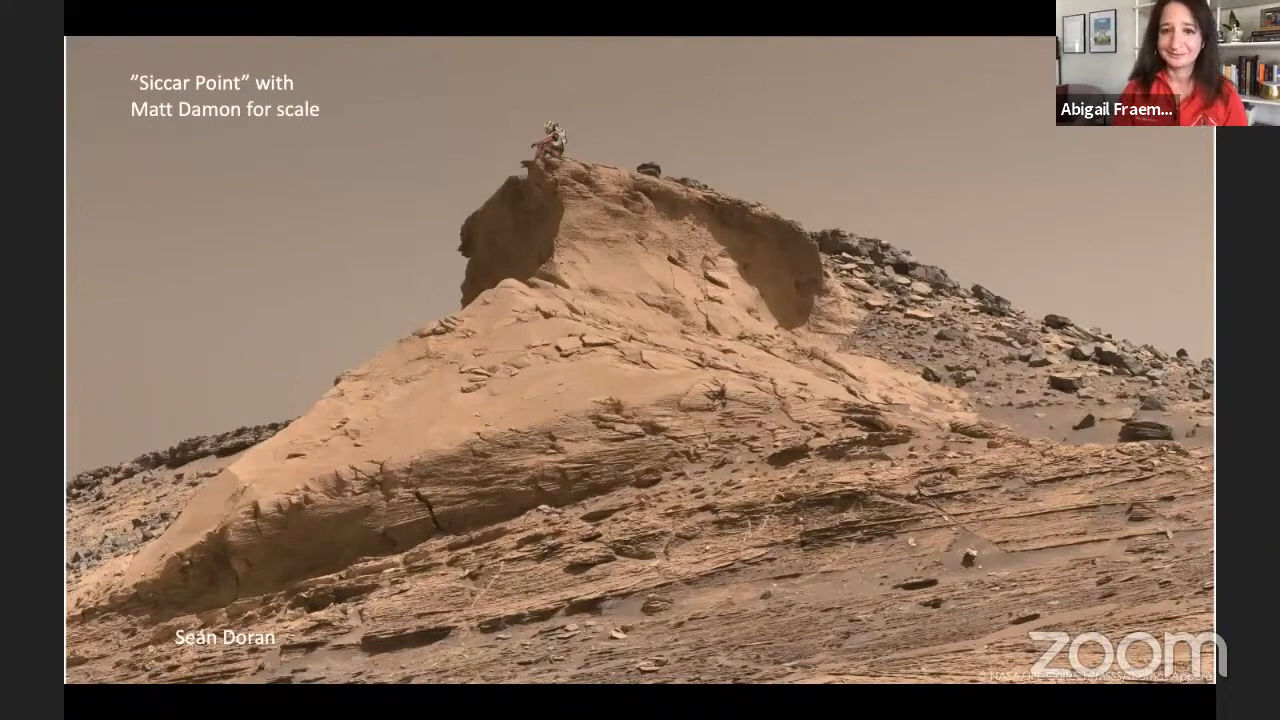 ”Siccar Point” with
Matt Damon for scale
Abigail Fraem...
Seán Doran
zoom